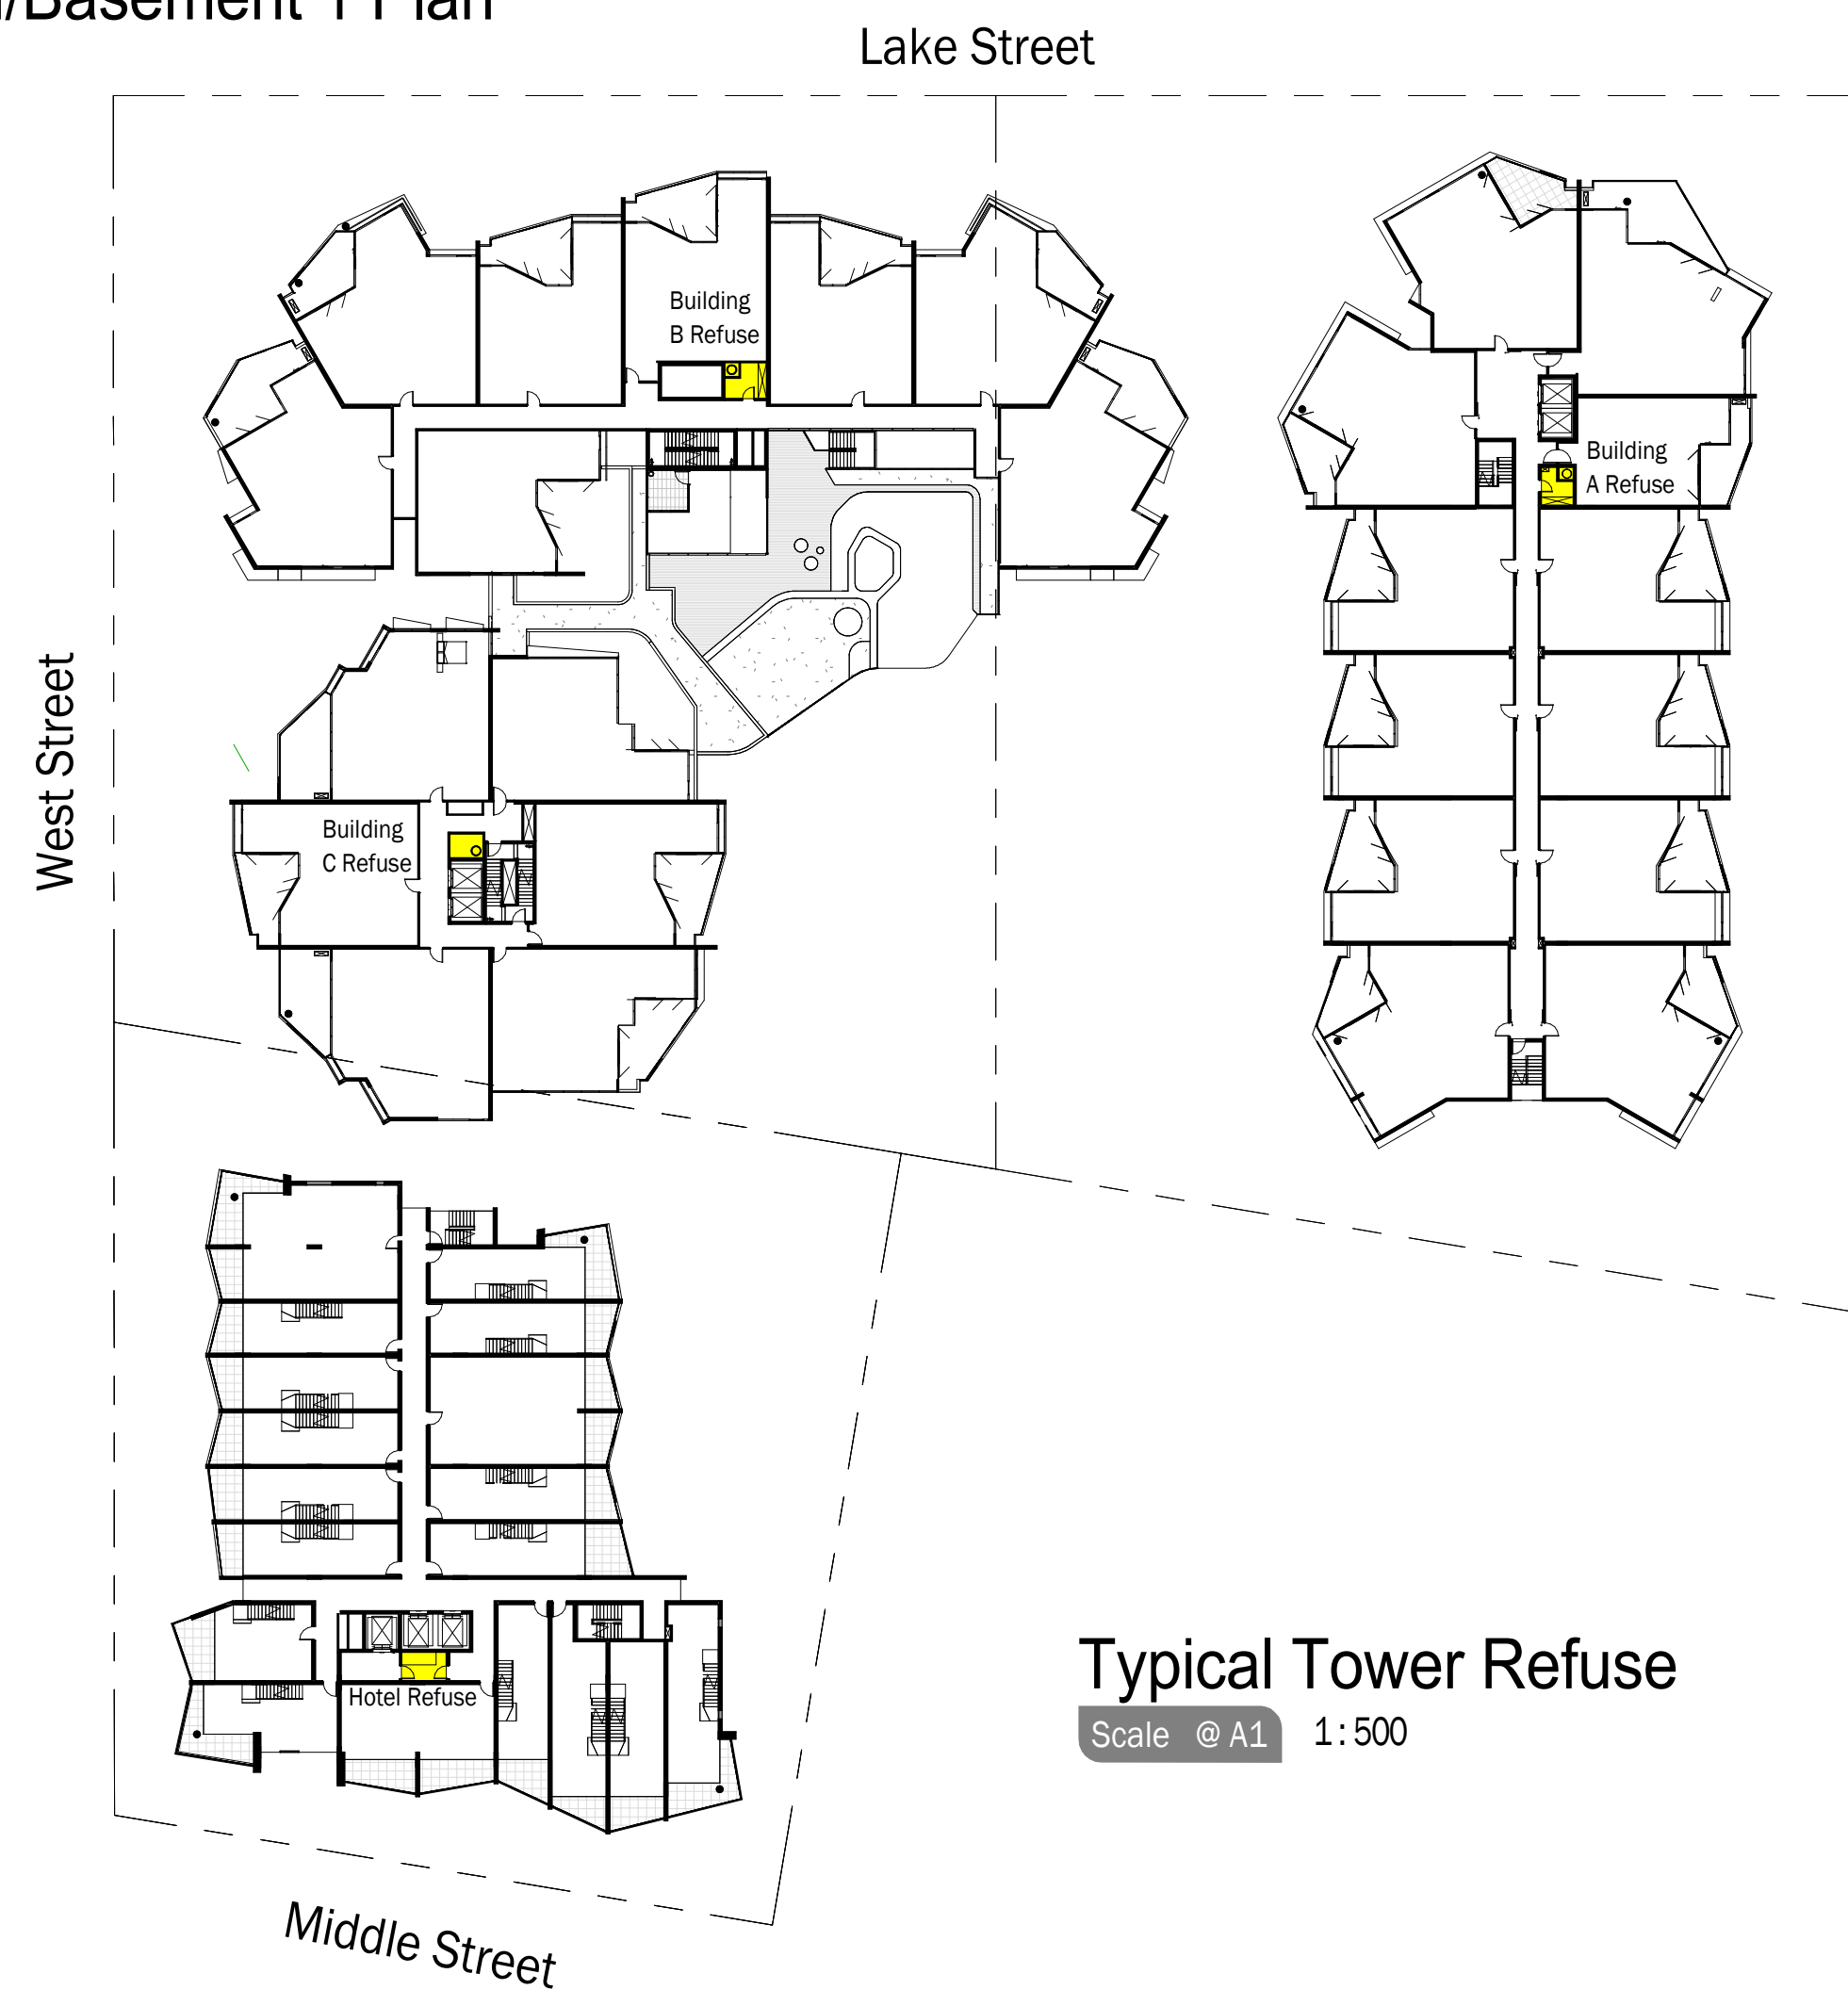 /Basement 1 Plan
Lake Street
Building
B Refuse
Building
A Refuse
West Street
Building
C Refuse
Hotel Refuse
Typical Tower Refuse
Scale @ A1 1:500
Middle Street